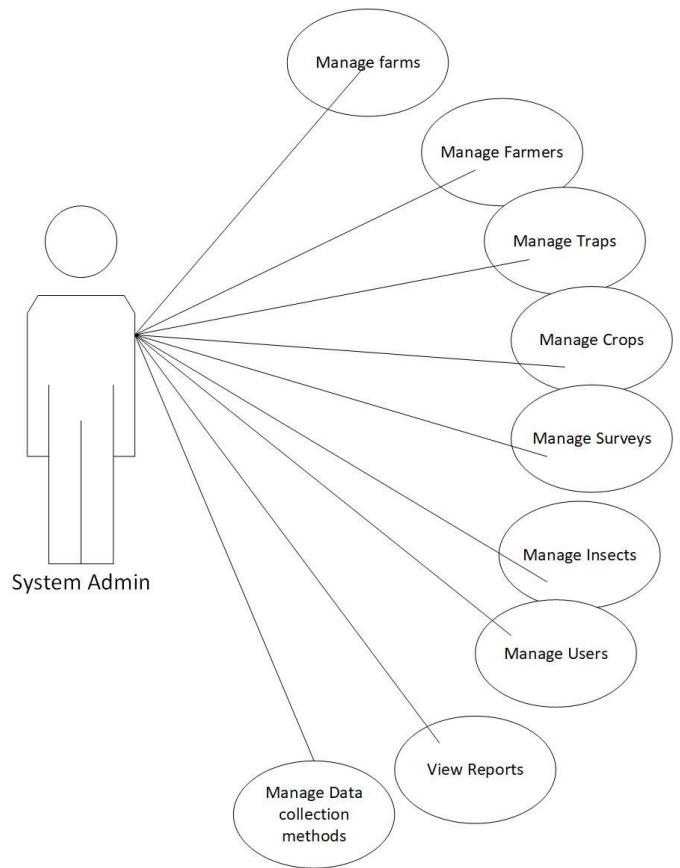 Manage farms
Manage Farmers
Manage Traps
Manage Crops
Manage Surveys
Manage Insects
System Admin
Manage Users
View Reports
Manage Data
collection
methods